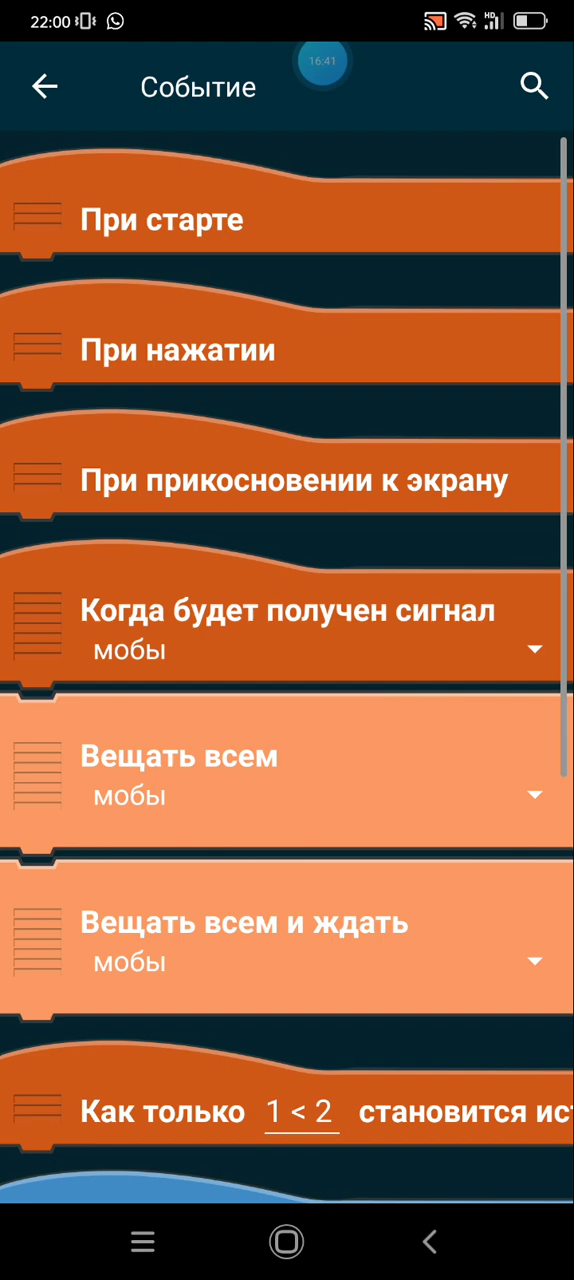 22:00
HD
16:41
Событие
При старте
При нажатии
При прикосновении к экрану
Когда будет получен сигнал
мобы
Вещать всем
мобы
Вещать всем и ждать
мобы
Как только 1 < 2 становится ис